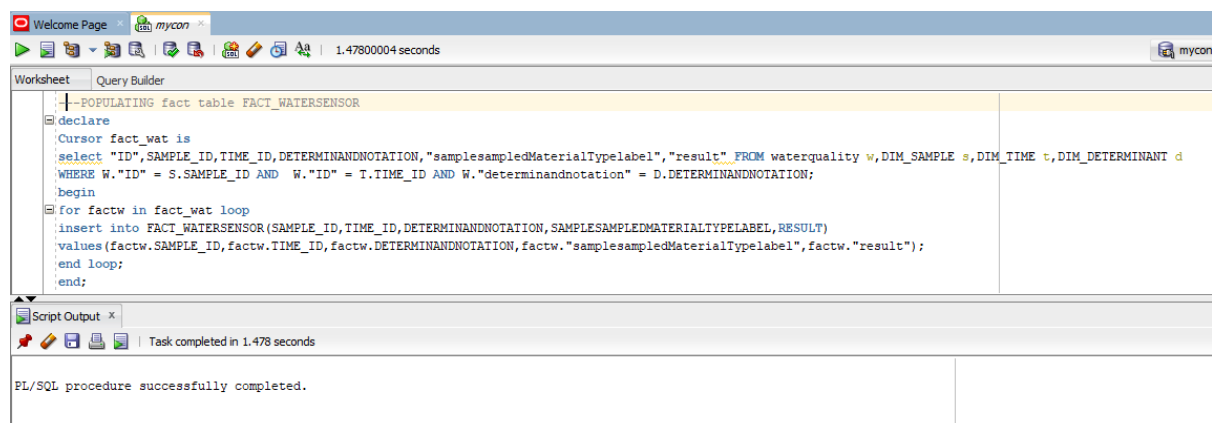 Welcome Page
mycon
1.47800004 seconds
mycon
Worksheet Query Builder
---POPULATING fact table FACT_WATERSENSOR
declare
Cursor fact_wat is
select "ID",SAMPLE_ID,TIME_ID,DETERMINANDNOTATION,"samplesampledMaterialTypelabel","result" FROM waterquality w,DIM_SAMPLE s,DIM_TIME t,DIM_DETERMINANT d
WHERE W."ID" = S.SAMPLE_ID AND  W."ID" = T.TIME_ID AND W."determinandnotation" = D.DETERMINANDNOTATION;
begin
for factw in fact_wat loop
insert into FACT_WATERSENSOR(SAMPLE_ID,TIME_ID,DETERMINANDNOTATION,SAMPLESAMPLEDMATERIALTYPELABEL,RESULT)
values(factw.SAMPLE_ID,factw.TIME_ID,factw.DETERMINANDNOTATION,factw."samplesampledMaterialTypelabel",factw."result");
end loop;
end;
Script Output x
Task completed in 1.478 seconds
PL/SQL procedure successfully completed.